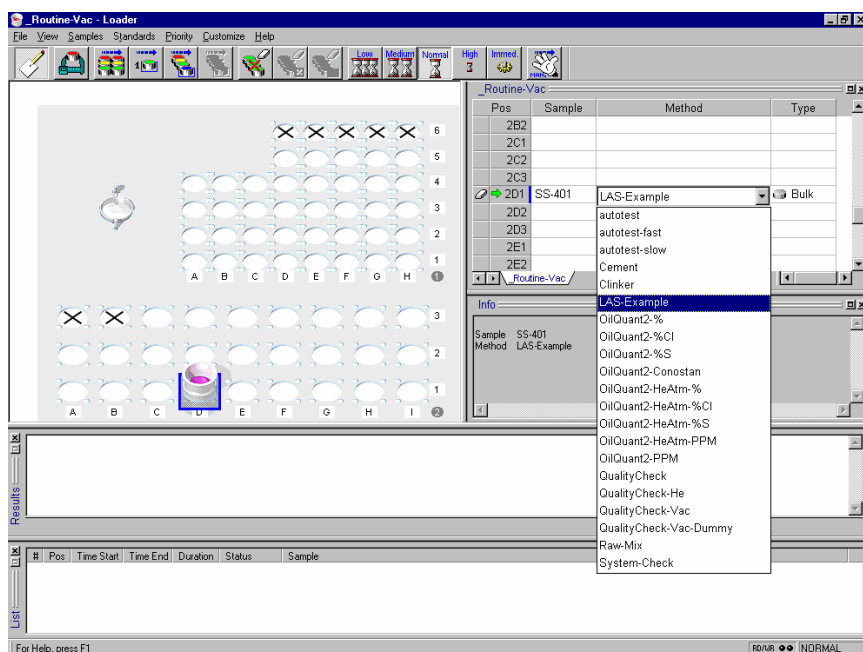 _Routine-Vac - Loader
File View Samples Standards Priority Customize Help
Low Medium Normal High Immed. MANUAL
_Routine-Vac
Pos Sample Method Type
2B2
2C1
2C2
2C3
2D1 SS-401 LAS-Example Bulk
2D2
2D3
2E1
2E2
_Routine-Vac
autotest
autotest-fast
autotest-slow
Cement
Clinker
LAS-Example
OilQuant2-%
OilQuant2-%Cl
OilQuant2-%S
OilQuant2-Conostan
OilQuant2-HeAtm-%
OilQuant2-HeAtm-%Cl
OilQuant2-HeAtm-%S
OilQuant2-HeAtm-PPM
OilQuant2-PPM
QualityCheck
QualityCheck-He
QualityCheck-Vac
QualityCheck-Vac-Dummy
Raw-Mix
System-Check
6
5
4
3
2
1
A B C D E F G H 1
3
2
1
A B C D E F G H I 2
Info
Sample SS-401
Method LAS-Example
Results
# Pos Time Start Time End Duration Status Sample
List
For Help, press F1
RD/WR NORMAL